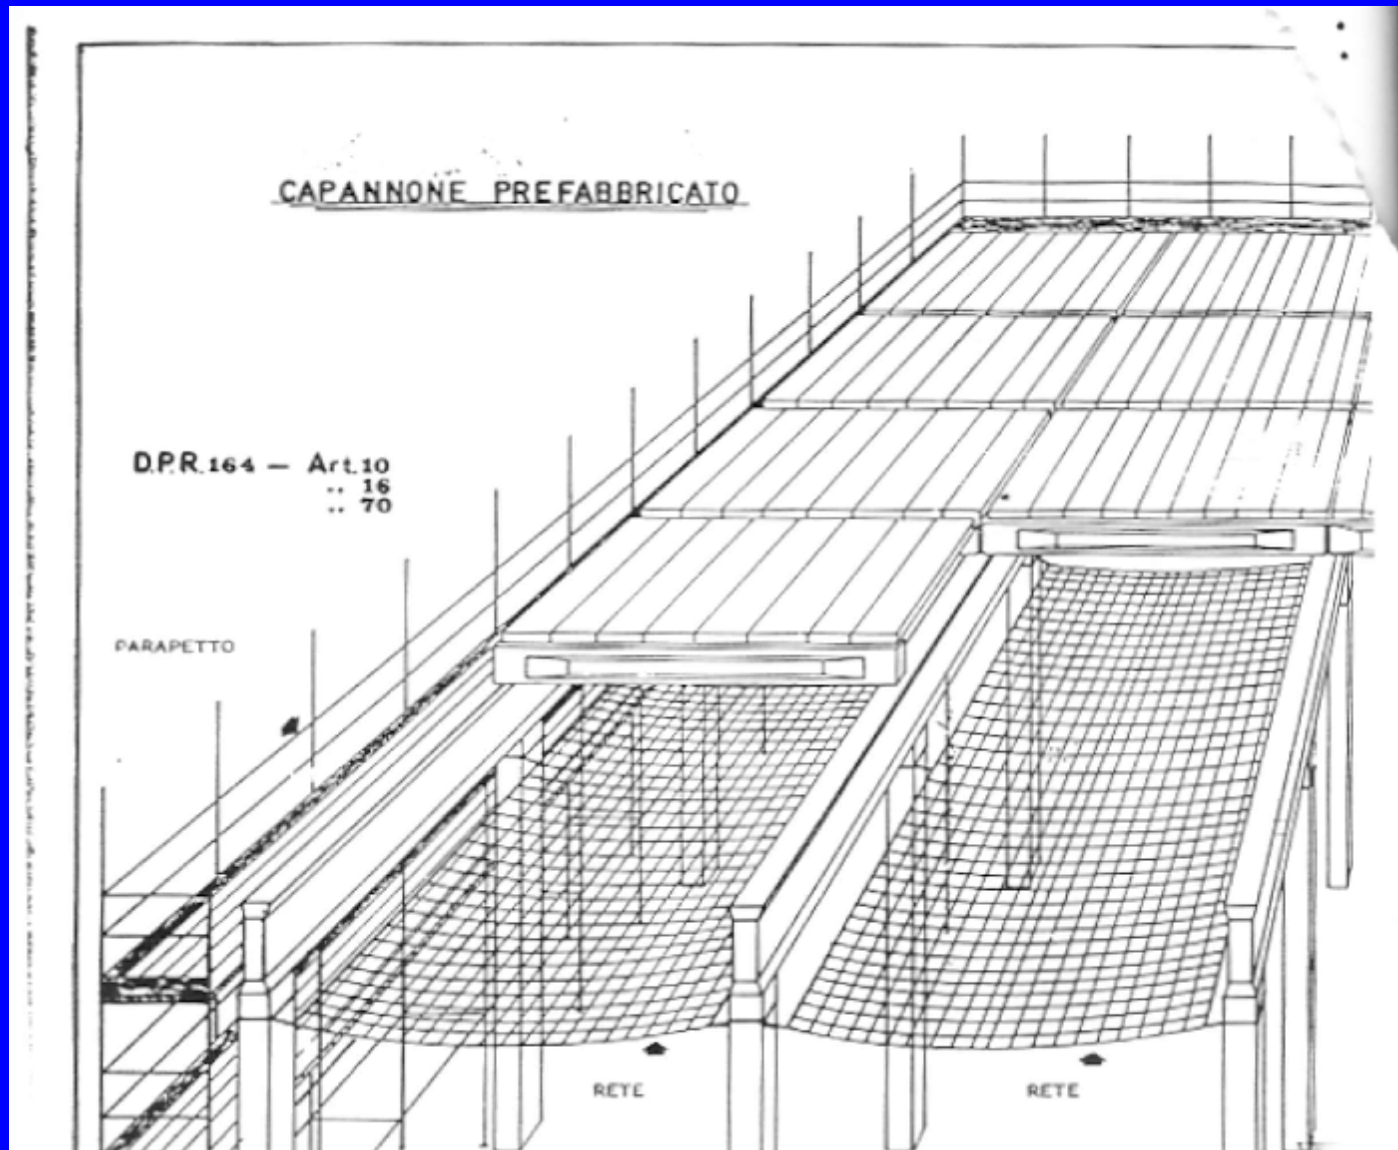 CAPANNONE PREFABBRICATO
D.P.R. 164 — Art. 10
.. 16
.. 70
PARAPETTO
RETE
RETE